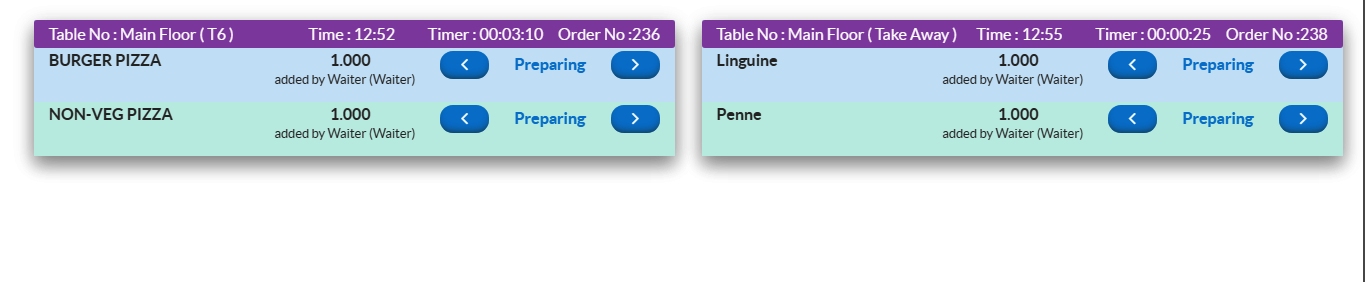 Table No : Main Floor ( T6 ) Time : 12:52 Timer : 00:03:10 Order No :236
BURGER PIZZA 1.000 Preparing
added by Waiter (Waiter)
NON-VEG PIZZA 1.000 Preparing
added by Waiter (Waiter)
Table No : Main Floor ( Take Away ) Time : 12:55 Timer : 00:00:25 Order No :238
Linguine 1.000 Preparing
added by Waiter (Waiter)
Penne 1.000 Preparing
added by Waiter (Waiter)